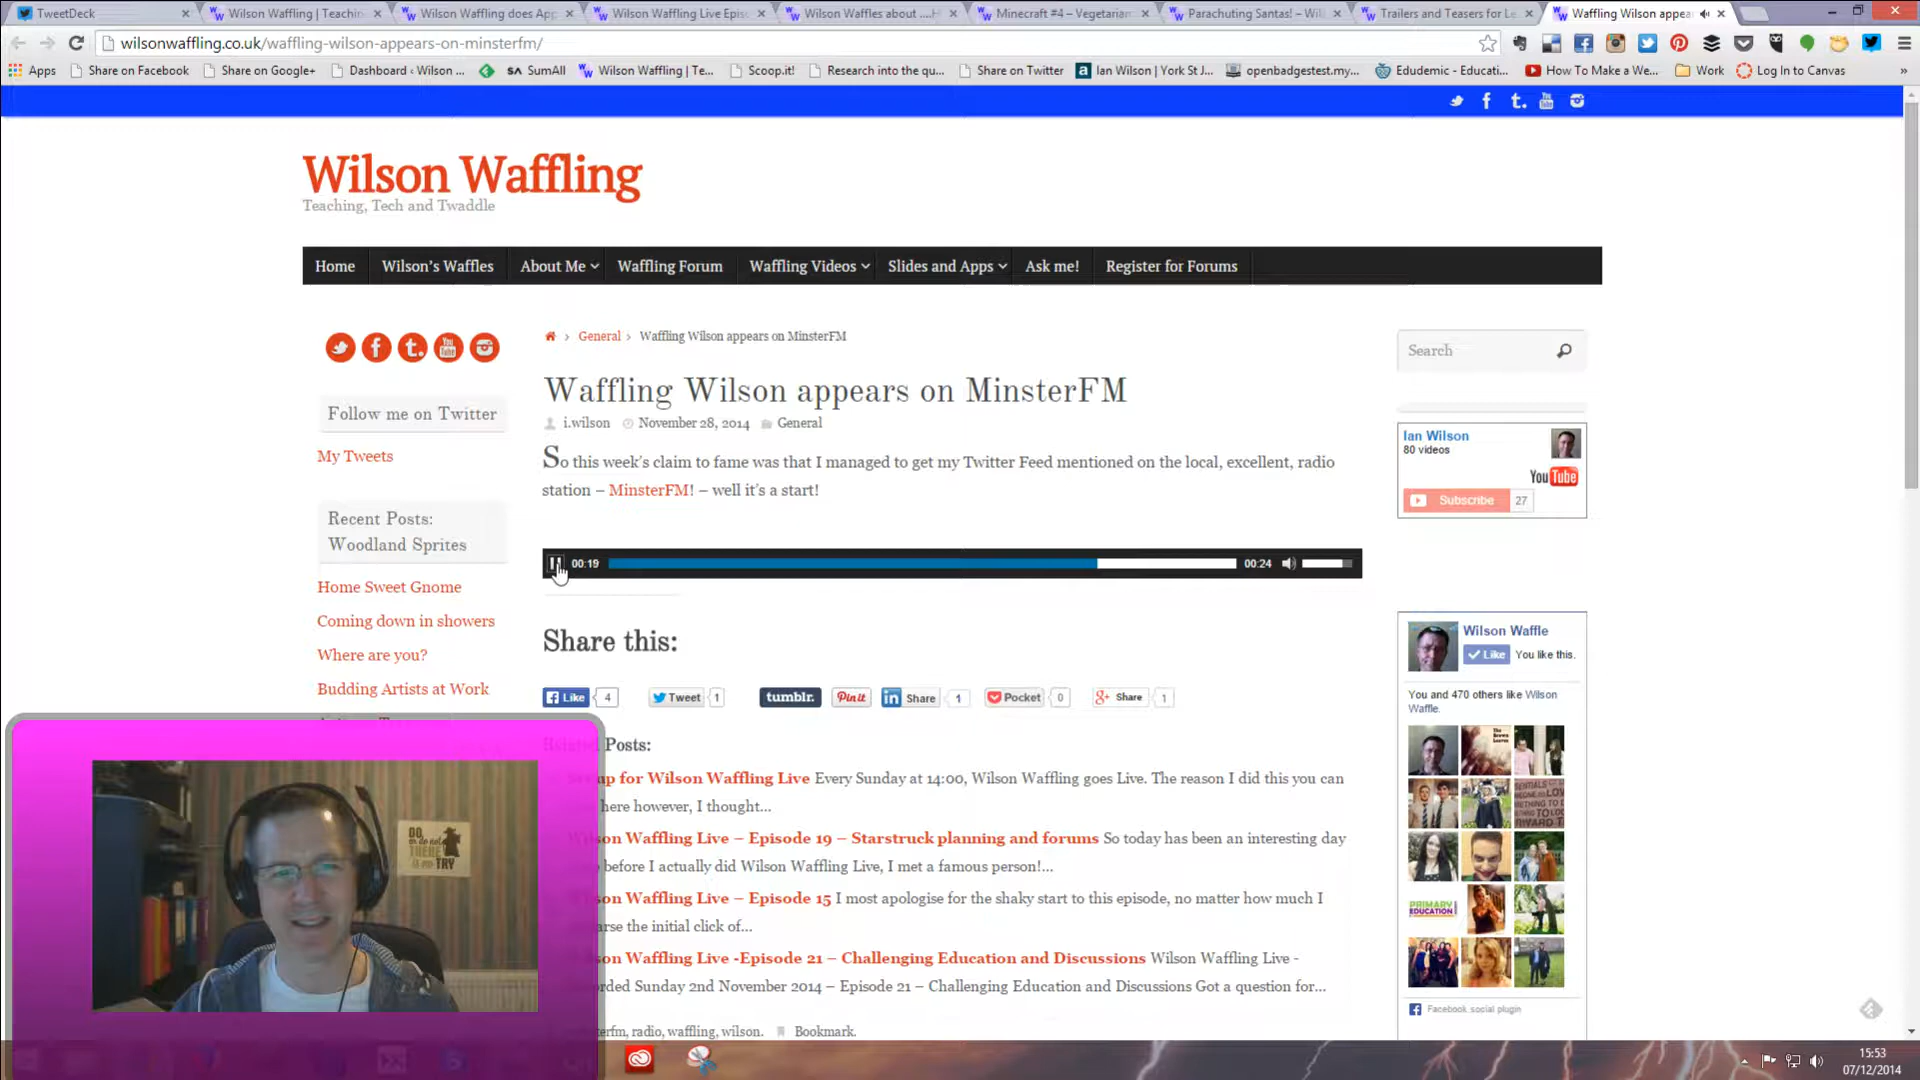 TweetDeck
Wilson Waffling | Teachin
Wilson Waffling does App
Wilson Waffling Live Epis
Wilson Waffles about ....H
Minecraft #4 – Vegetarian
Parachuting Santas! – Wil
Trailers and Teasers for Le
Waffling Wilson appea
wilsonwaffling.co.uk/waffling-wilson-appears-on-minsterfm/
Apps
Share on Facebook
Share on Google+
Dashboard ‹ Wilson ...
SumAll
Wilson Waffling | Te...
Scoop.it!
Research into the qu...
Share on Twitter
Ian Wilson | York St J...
openbadgestest.my...
Edudemic - Educati...
How To Make a We...
Work
Log In to Canvas
Wilson Waffling
Teaching, Tech and Twaddle
Home
Wilson's Waffles
About Me
Waffling Forum
Waffling Videos
Slides and Apps
Ask me!
Register for Forums
General
Waffling Wilson appears on MinsterFM
Search
Waffling Wilson appears on MinsterFM
i.wilson November 28, 2014 General
So this week's claim to fame was that I managed to get my Twitter Feed mentioned on the local, excellent, radio
station – MinsterFM! – well it's a start!
00:19
00:24
Share this:
Like 4
Tweet 1
tumblr.
Pin it
in Share 1
Pocket 0
Share 1
Posts:
p for Wilson Waffling Live Every Sunday at 14:00, Wilson Waffling goes Live. The reason I did this you can
here however, I thought...
Wilson Waffling Live – Episode 19 – Starstruck planning and forums So today has been an interesting day
before I actually did Wilson Waffling Live, I met a famous person!...
Waffling Live – Episode 15 I most apologise for the shaky start to this episode, no matter how much I
the initial click of...
Waffling Live -Episode 21 – Challenging Education and Discussions Wilson Waffling Live -
Sunday 2nd November 2014 – Episode 21 – Challenging Education and Discussions Got a question for...
radio, waffling, wilson.
Bookmark.
Follow me on Twitter
My Tweets
Recent Posts:
Woodland Sprites
Home Sweet Gnome
Coming down in showers
Where are you?
Budding Artists at Work
Ian Wilson
80 videos
YouTube
Subscribe 27
Wilson Waffle
Like You like this.
You and 470 others like Wilson
Waffle.
PRIMARY
EDUCATION
Facebook social plugin
DO
or do not
THERE
is no TRY
15:53
07/12/2014